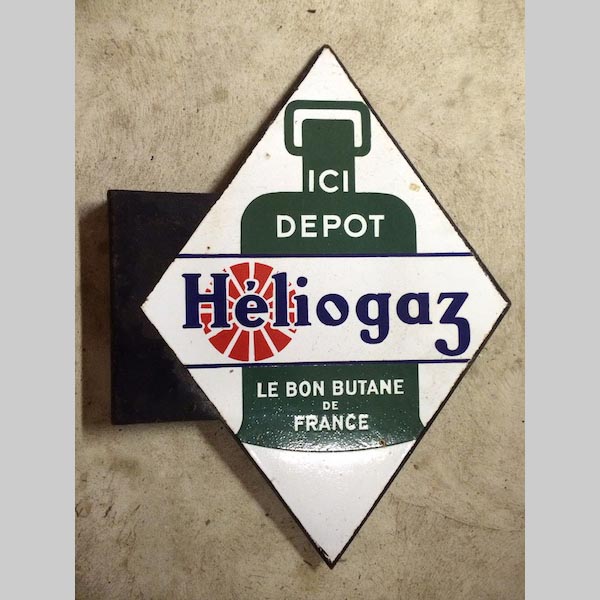 ICI
DEPOT
Héliogaz
LE BON BUTANE
DE
FRANCE